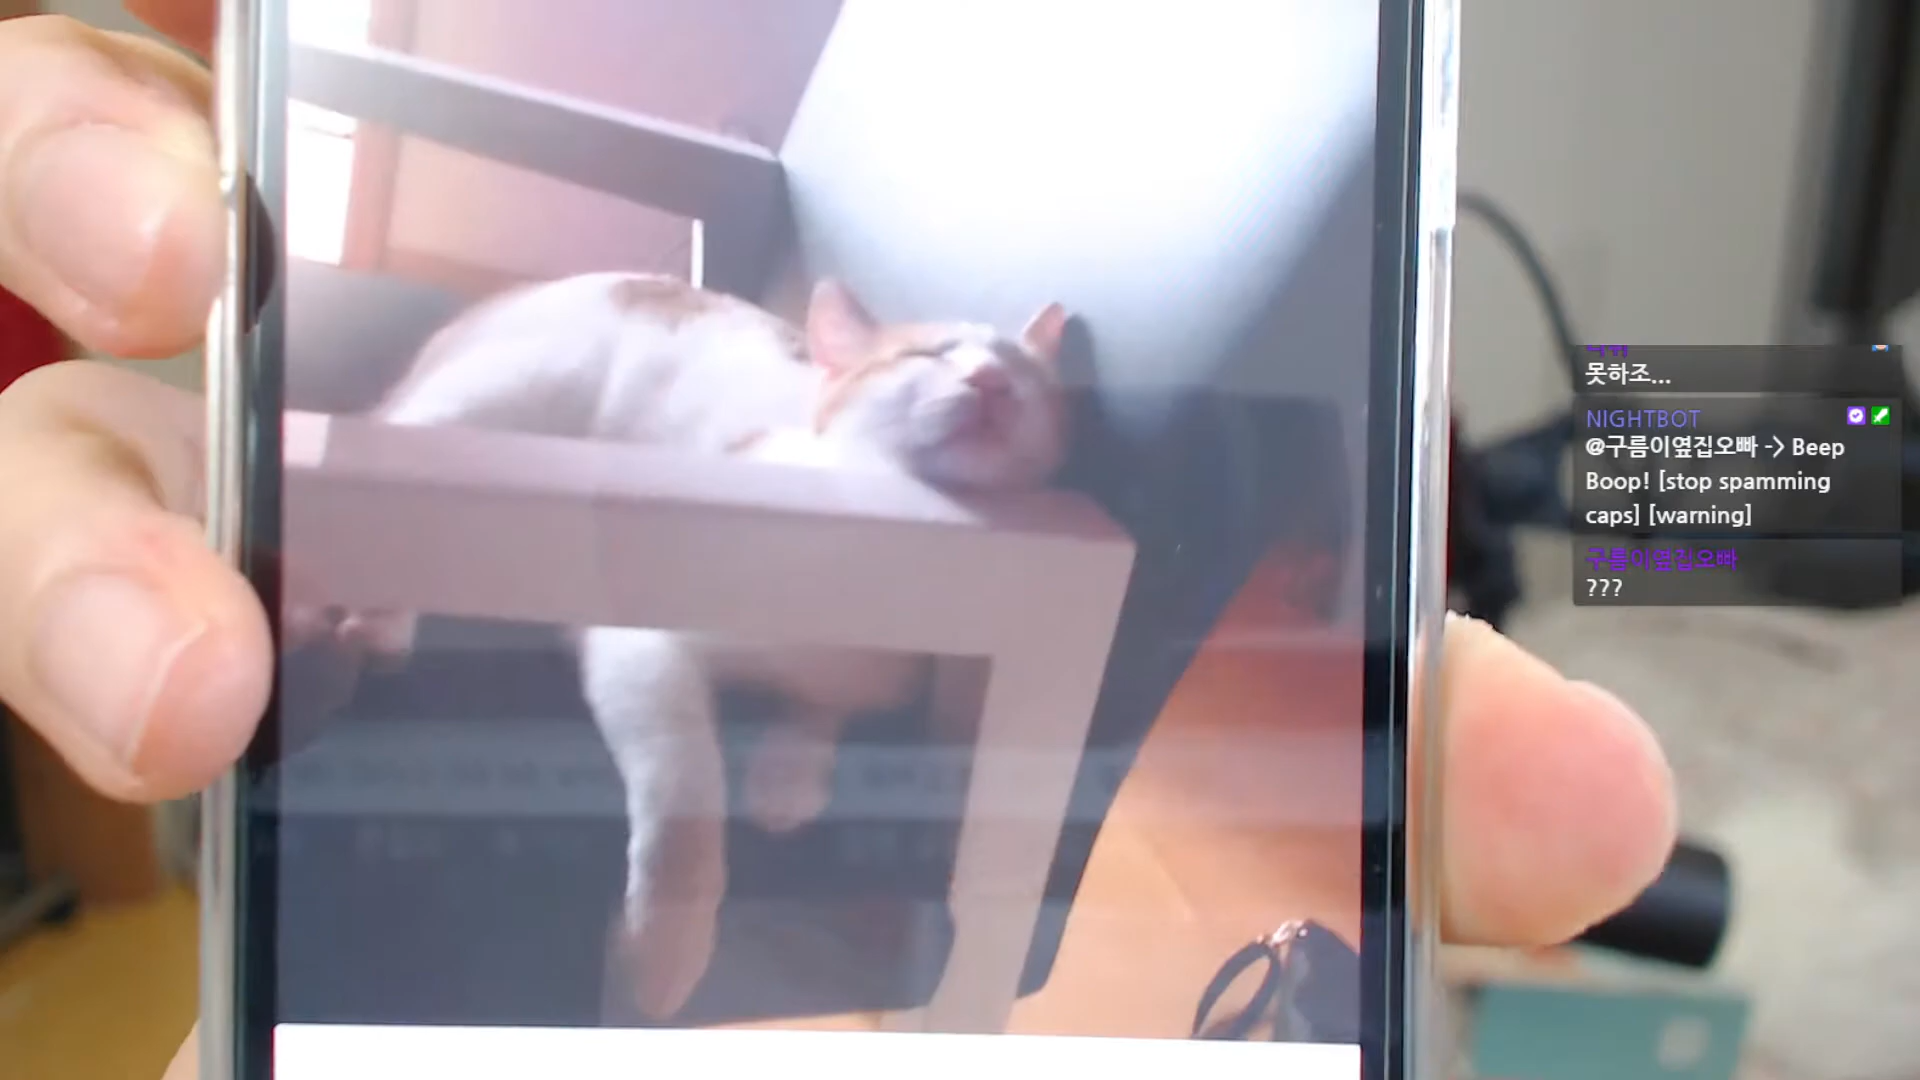 못하조...
NIGHTBOT
@구름이옆집오빠 -> Beep
Boop! [stop spamming
caps] [warning]
구름이옆집오빠
???